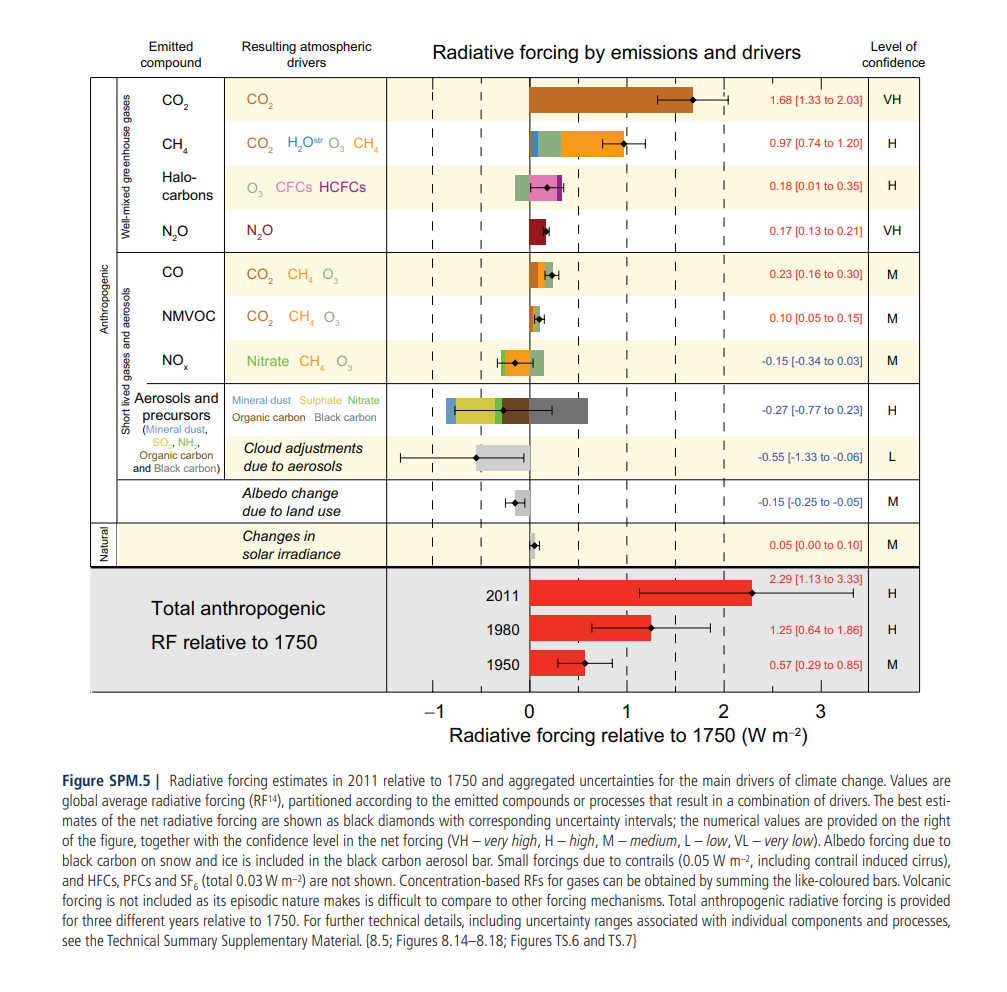 Emitted compound
Resulting atmospheric drivers
Radiative forcing by emissions and drivers
Level of confidence
Anthropogenic
Well-mixed greenhouse gases
CO2
CO2
1.68 [1.33 to 2.03]
VH
CH4
CO2 H2Ostr O3 CH4
0.97 [0.74 to 1.20]
H
Halo-
carbons
O3 CFCs HCFCs
0.18 [0.01 to 0.35]
H
N2O
N2O
0.17 [0.13 to 0.21]
VH
Short lived gases and aerosols
CO
CO2 CH4 O3
0.23 [0.16 to 0.30]
M
NMVOC
CO2 CH4 O3
0.10 [0.05 to 0.15]
M
NOx
Nitrate CH4 O3
-0.15 [-0.34 to 0.03]
M
Aerosols and
precursors
(Mineral dust,
SO2, NH3,
Organic carbon
and Black carbon)
Mineral dust Sulphate Nitrate
Organic carbon Black carbon
-0.27 [-0.77 to 0.23]
H
Cloud adjustments
due to aerosols
-0.55 [-1.33 to -0.06]
L
Albedo change
due to land use
-0.15 [-0.25 to -0.05]
M
Natural
Changes in
solar irradiance
0.05 [0.00 to 0.10]
M
Total anthropogenic
RF relative to 1750
2011
2.29 [1.13 to 3.33]
H
1980
1.25 [0.64 to 1.86]
H
1950
0.57 [0.29 to 0.85]
M
–1 0 1 2 3
Radiative forcing relative to 1750 (W m–2)
Figure SPM.5 | Radiative forcing estimates in 2011 relative to 1750 and aggregated uncertainties for the main drivers of climate change. Values are
global average radiative forcing (RF14), partitioned according to the emitted compounds or processes that result in a combination of drivers. The best esti-
mates of the net radiative forcing are shown as black diamonds with corresponding uncertainty intervals; the numerical values are provided on the right
of the figure, together with the confidence level in the net forcing (VH – very high, H – high, M – medium, L – low, VL – very low). Albedo forcing due to
black carbon on snow and ice is included in the black carbon aerosol bar. Small forcings due to contrails (0.05 W m–2, including contrail induced cirrus),
and HFCs, PFCs and SF6 (total 0.03 W m–2) are not shown. Concentration-based RFs for gases can be obtained by summing the like-coloured bars. Volcanic
forcing is not included as its episodic nature makes is difficult to compare to other forcing mechanisms. Total anthropogenic radiative forcing is provided
for three different years relative to 1750. For further technical details, including uncertainty ranges associated with individual components and processes,
see the Technical Summary Supplementary Material. {8.5; Figures 8.14–8.18; Figures TS.6 and TS.7}